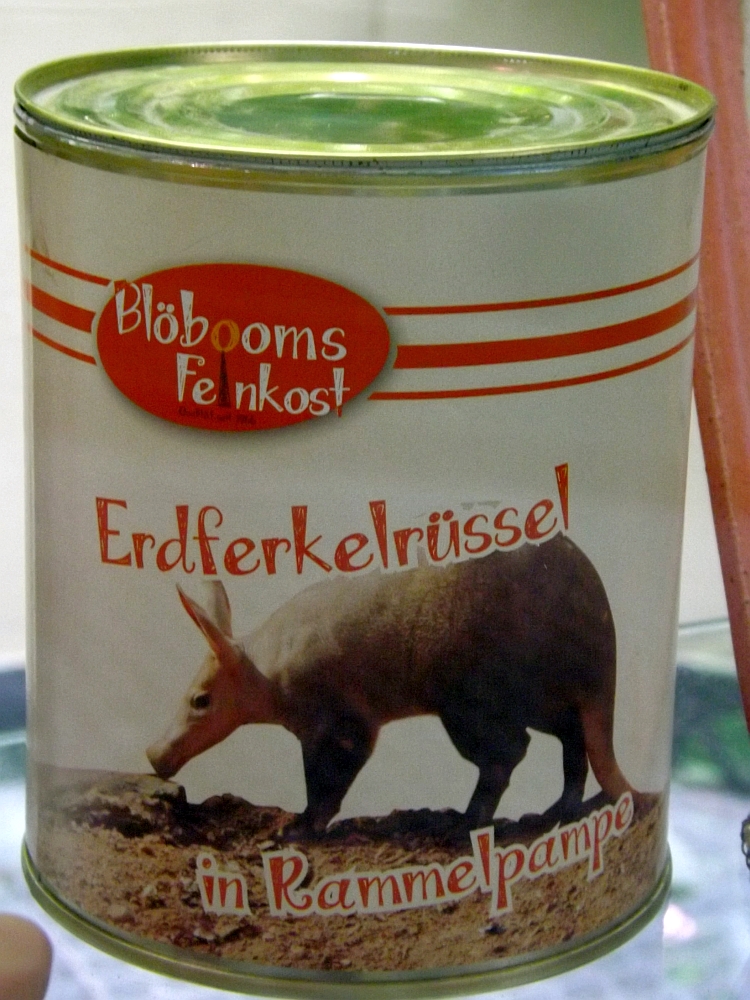 Blöbooms
Feinkost
Erdferkelrüssel
in Rammelpampe